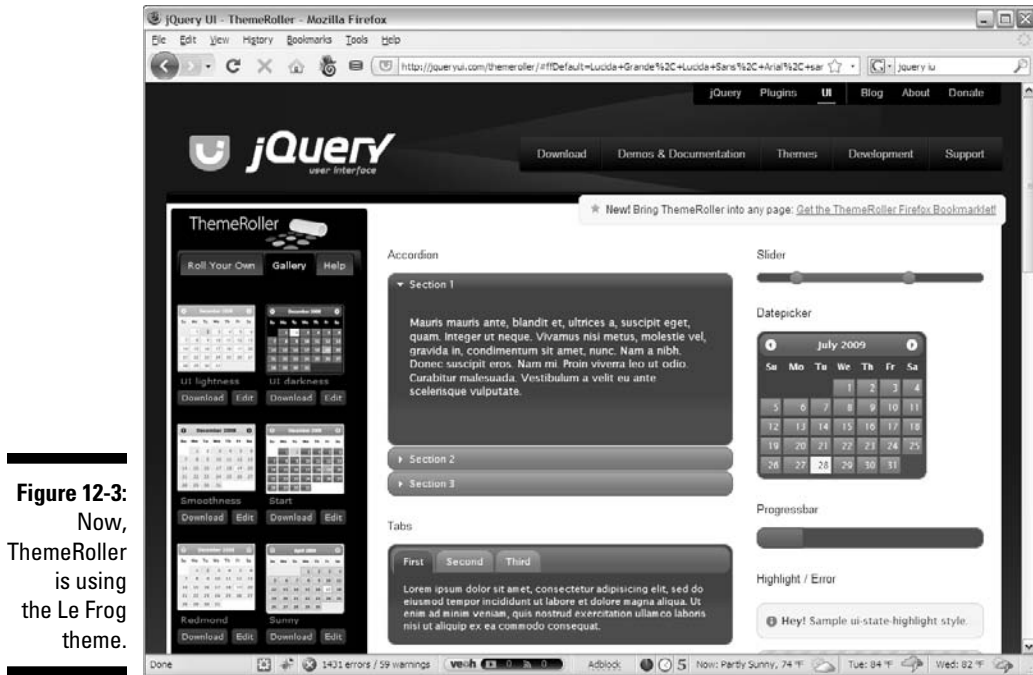 jQuery UI - ThemeRoller - Mozilla Firefox
File Edit View History Bookmarks Tools Help
http://jqueryui.com/themeroller/#ffDefault=Lucida+Grande%2C+Lucida+Sans%2C+Arial%2C+sar
jquery iu
jQuery Plugins UI Blog About Donate
jQuery
user interface
Download Demos & Documentation Themes Development Support
New! Bring ThemeRoller into any page: Get the ThemeRoller Firefox Bookmarklet!
ThemeRoller
Roll Your Own Gallery Help
UI lightness UI darkness
Download Edit Download Edit
Smoothness Start
Download Edit Download Edit
Redmond Sunny
Download Edit Download Edit
Accordion
Section 1
Mauris mauris ante, blandit et, ultrices a, suscipit eget,
quam. Integer ut neque. Vivamus nisi metus, molestie vel,
gravida in, condimentum sit amet, nunc. Nam a nibh.
Donec suscipit eros. Nam mi. Proin viverra leo ut odio.
Curabitur malesuada. Vestibulum a velit eu ante
scelerisque vulputate.
Section 2
Section 3
Tabs
First Second Third
Lorem ipsum dolor sit amet, consectetur adipisicing elit, sed do
eiusmod tempor incididunt ut labore et dolore magna aliqua. Ut
enim ad minim veniam, quis nostrud exercitation ullamco laboris
nisi ut aliquip ex ea commodo consequat.
Slider
Datepicker
July 2009
Su Mo Tu We Th Fr Sa
1 2 3 4
5 6 7 8 9 10 11
12 13 14 15 16 17 18
19 20 21 22 23 24 25
26 27 28 29 30 31
Progressbar
Highlight / Error
Hey! Sample ui-state-highlight style.
Done 1431 errors / 59 warnings veoh 0 0 Adblock 5 Now: Partly Sunny, 74 °F Tue: 84 °F Wed: 82 °F
Figure 12-3:
Now,
ThemeRoller
is using
the Le Frog
theme.